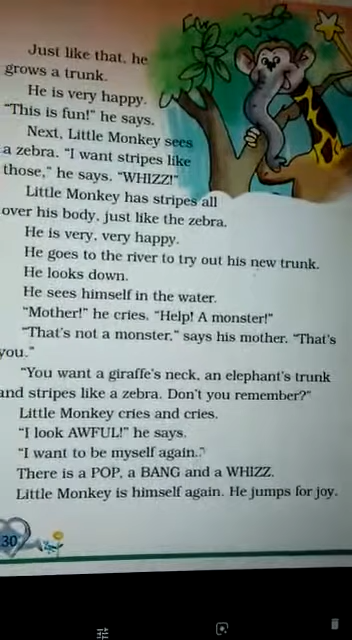 Just like that, he
grows a trunk.
He is very happy.
"This is fun!" he says.
Next, Little Monkey sees
a zebra. "I want stripes like
those," he says. "WHIZZ!"
Little Monkey has stripes all
over his body, just like the zebra.
He is very, very happy.
He goes to the river to try out his new trunk.
He looks down.
He sees himself in the water.
"Mother!" he cries. "Help! A monster!"
"That's not a monster," says his mother. "That's
you."
"You want a giraffe's neck, an elephant's trunk
and stripes like a zebra. Don't you remember?"
Little Monkey cries and cries.
"I look AWFUL!" he says.
"I want to be myself again."
There is a POP, a BANG and a WHIZZ.
Little Monkey is himself again. He jumps for joy.
30